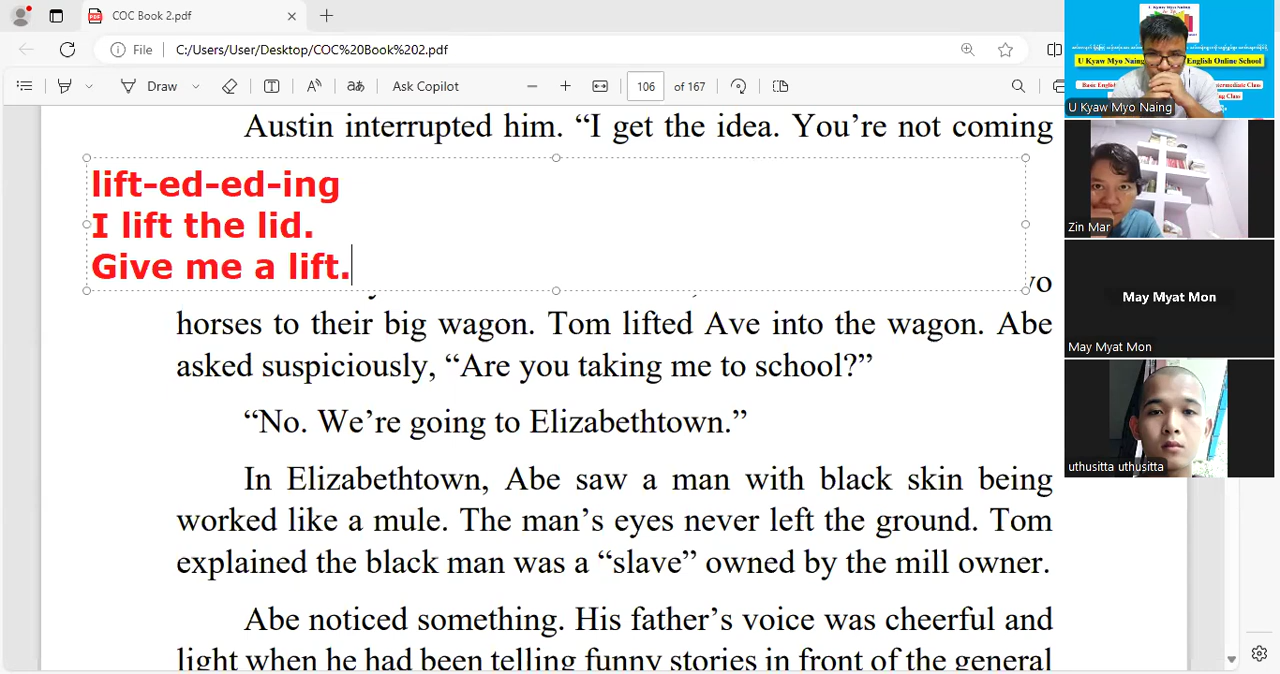 COC Book 2.pdf
File
C:/Users/User/Desktop/COC%20Book%202.pdf
Draw
Ask Copilot
106 of 167
Austin interrupted him. “I get the idea. You’re not coming
lift-ed-ed-ing
I lift the lid.
Give me a lift.
horses to their big wagon. Tom lifted Ave into the wagon. Abe
asked suspiciously, “Are you taking me to school?”
“No. We’re going to Elizabethtown.”
In Elizabethtown, Abe saw a man with black skin being
worked like a mule. The man’s eyes never left the ground. Tom
explained the black man was a “slave” owned by the mill owner.
Abe noticed something. His father’s voice was cheerful and
light when he had been telling funny stories in front of the general
U Kyaw Myo Naing
English Online School
U Kyaw Myo Naing
Zin Mar
May Myat Mon
May Myat Mon
uthusitta uthusitta